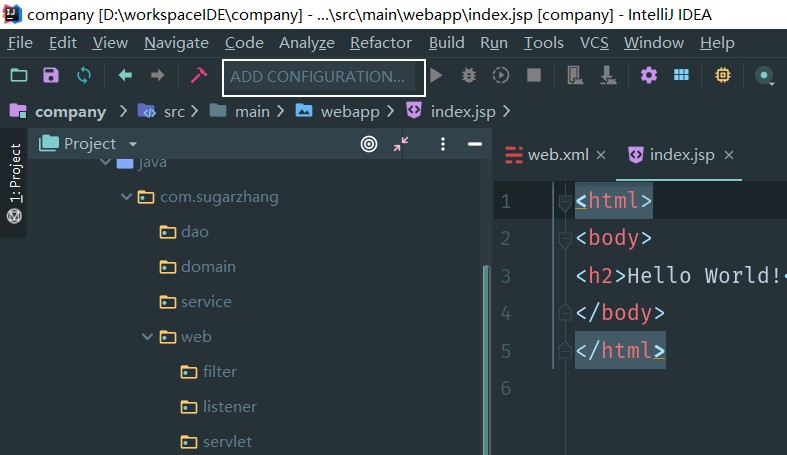 company [D:\workspaceIDE\company] - ...\src\main\webapp\index.jsp [company] - IntelliJ IDEA
File Edit View Navigate Code Analyze Refactor Build Run Tools VCS Window Help
ADD CONFIGURATION...
company src main webapp index.jsp
1: Project
Project
web.xml index.jsp
java
com.sugarzhang
dao
domain
service
web
filter
listener
servlet
1 <html>
2 <body>
3 <h2>Hello World!<
4 </body>
5 </html>
6